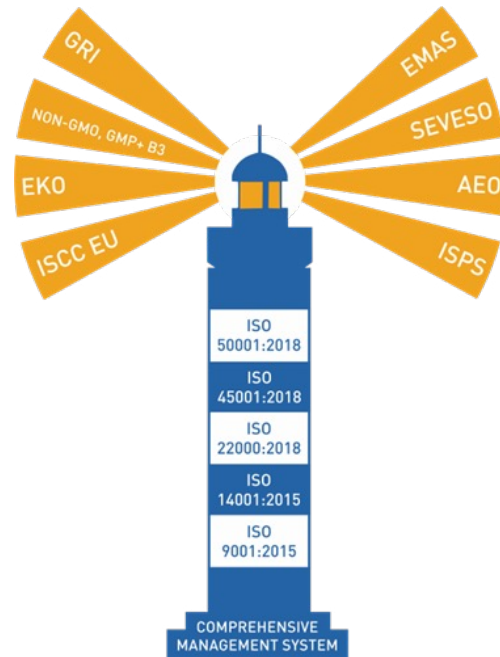 GRI
NON-GMO, GMP+ B3
EKO
ISCC EU
EMAS
SEVESO
AEO
ISPS
ISO
50001:2018
ISO
45001:2018
ISO
22000:2018
ISO
14001:2015
ISO
9001:2015
COMPREHENSIVE
MANAGEMENT SYSTEM